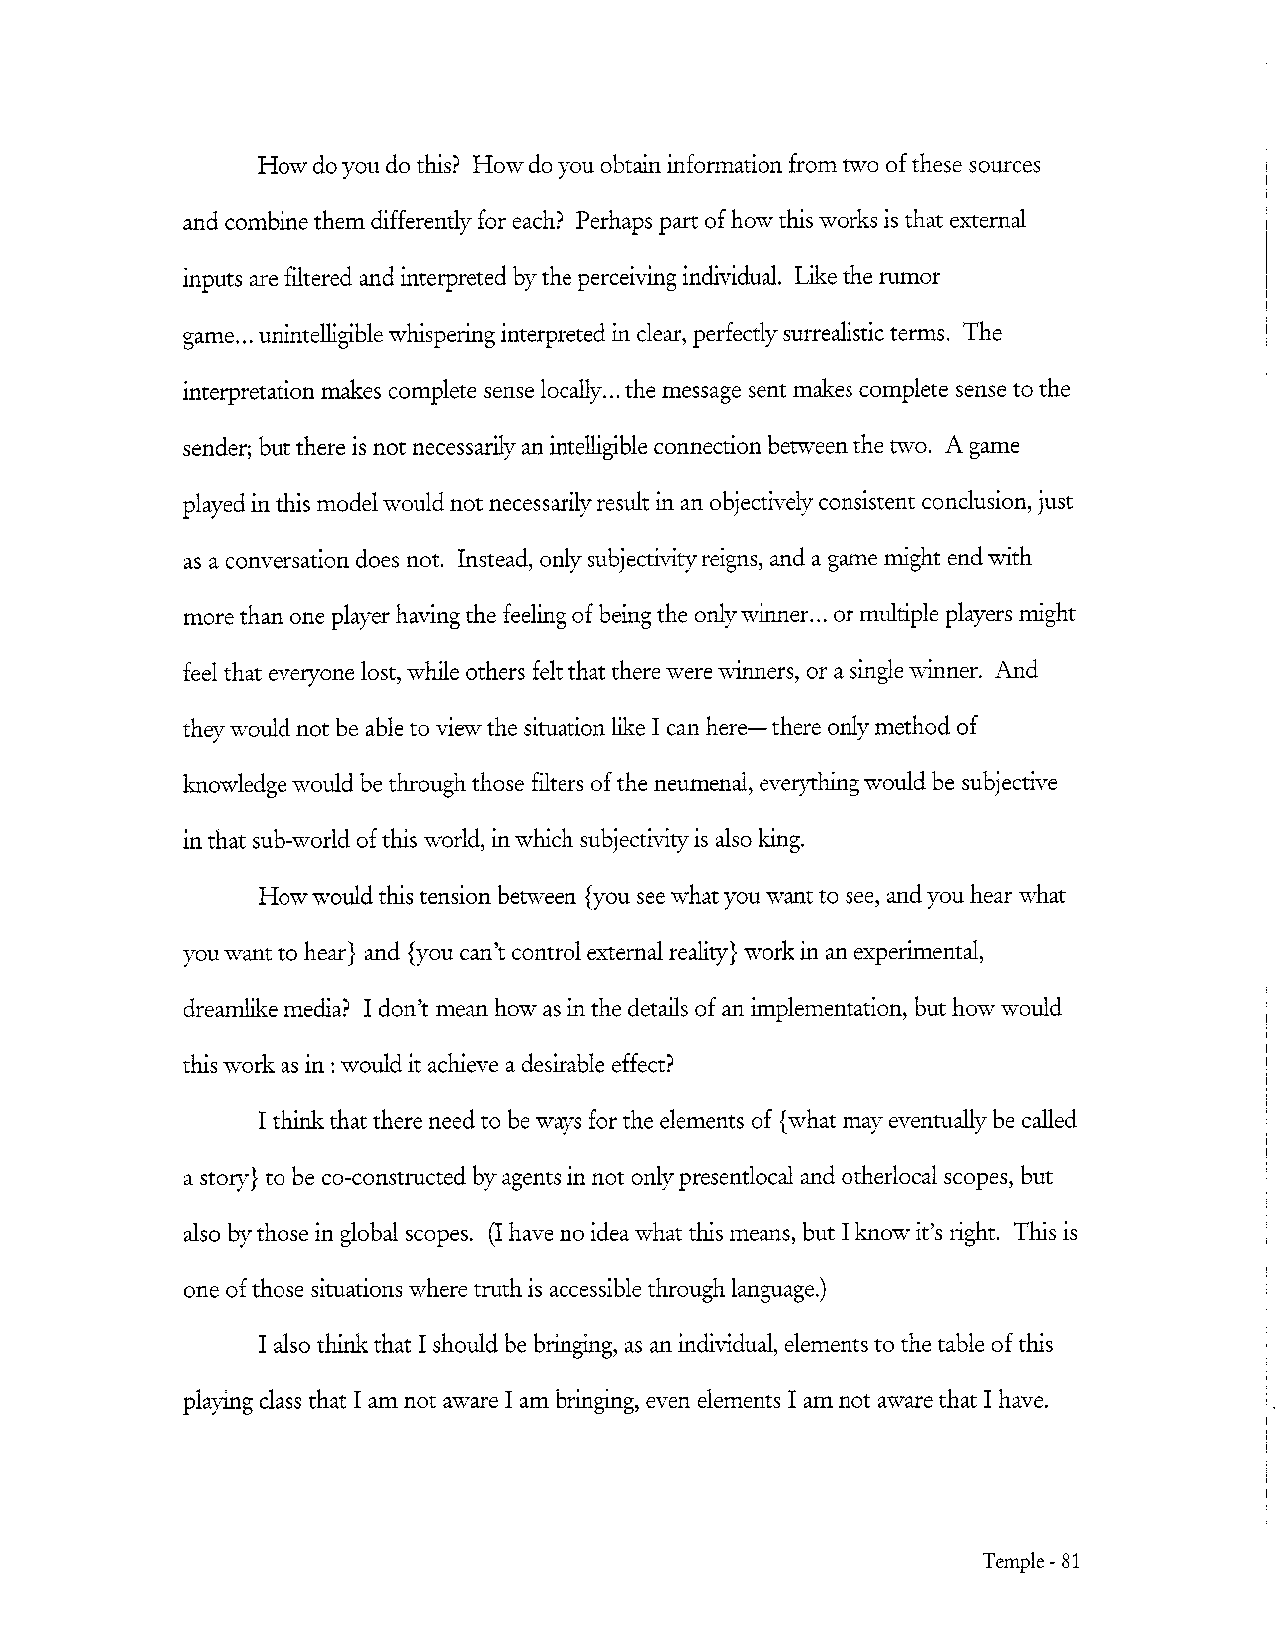 How do you do this? How do you obtain information from two of these sources
and combine them differently for each? Perhaps part of how this works is that external
inputs are filtered and interpreted by the perceiving individual. Like the rumor
game... unintelligible whispering interpreted in clear, perfectly surrealistic terms. The
interpretation makes complete sense locally... the message sent makes complete sense to the
sender; but there is not necessarily an intelligible connection between the two. A game
played in this model would not necessarily result in an objectively consistent conclusion, just
as a conversation does not. Instead, only subjectivity reigns, and a game might end with
more than one player having the feeling of being the only winner... or multiple players might
feel that everyone lost, while others felt that there were winners, or a single winner. And
they would not be able to view the situation like I can here—there only method of
knowledge would be through those filters of the neumenal, everything would be subjective
in that sub-world of this world, in which subjectivity is also king.
How would this tension between {you see what you want to see, and you hear what
you want to hear} and {you can't control external reality} work in an experimental,
dreamlike media? I don't mean how as in the details of an implementation, but how would
this work as in : would it achieve a desirable effect?
I think that there need to be ways for the elements of {what may eventually be called
a story} to be co-constructed by agents in not only presentlocal and otherlocal scopes, but
also by those in global scopes. (I have no idea what this means, but I know it's right. This is
one of those situations where truth is accessible through language.)
I also think that I should be bringing, as an individual, elements to the table of this
playing class that I am not aware I am bringing, even elements I am not aware that I have.
Temple - 81